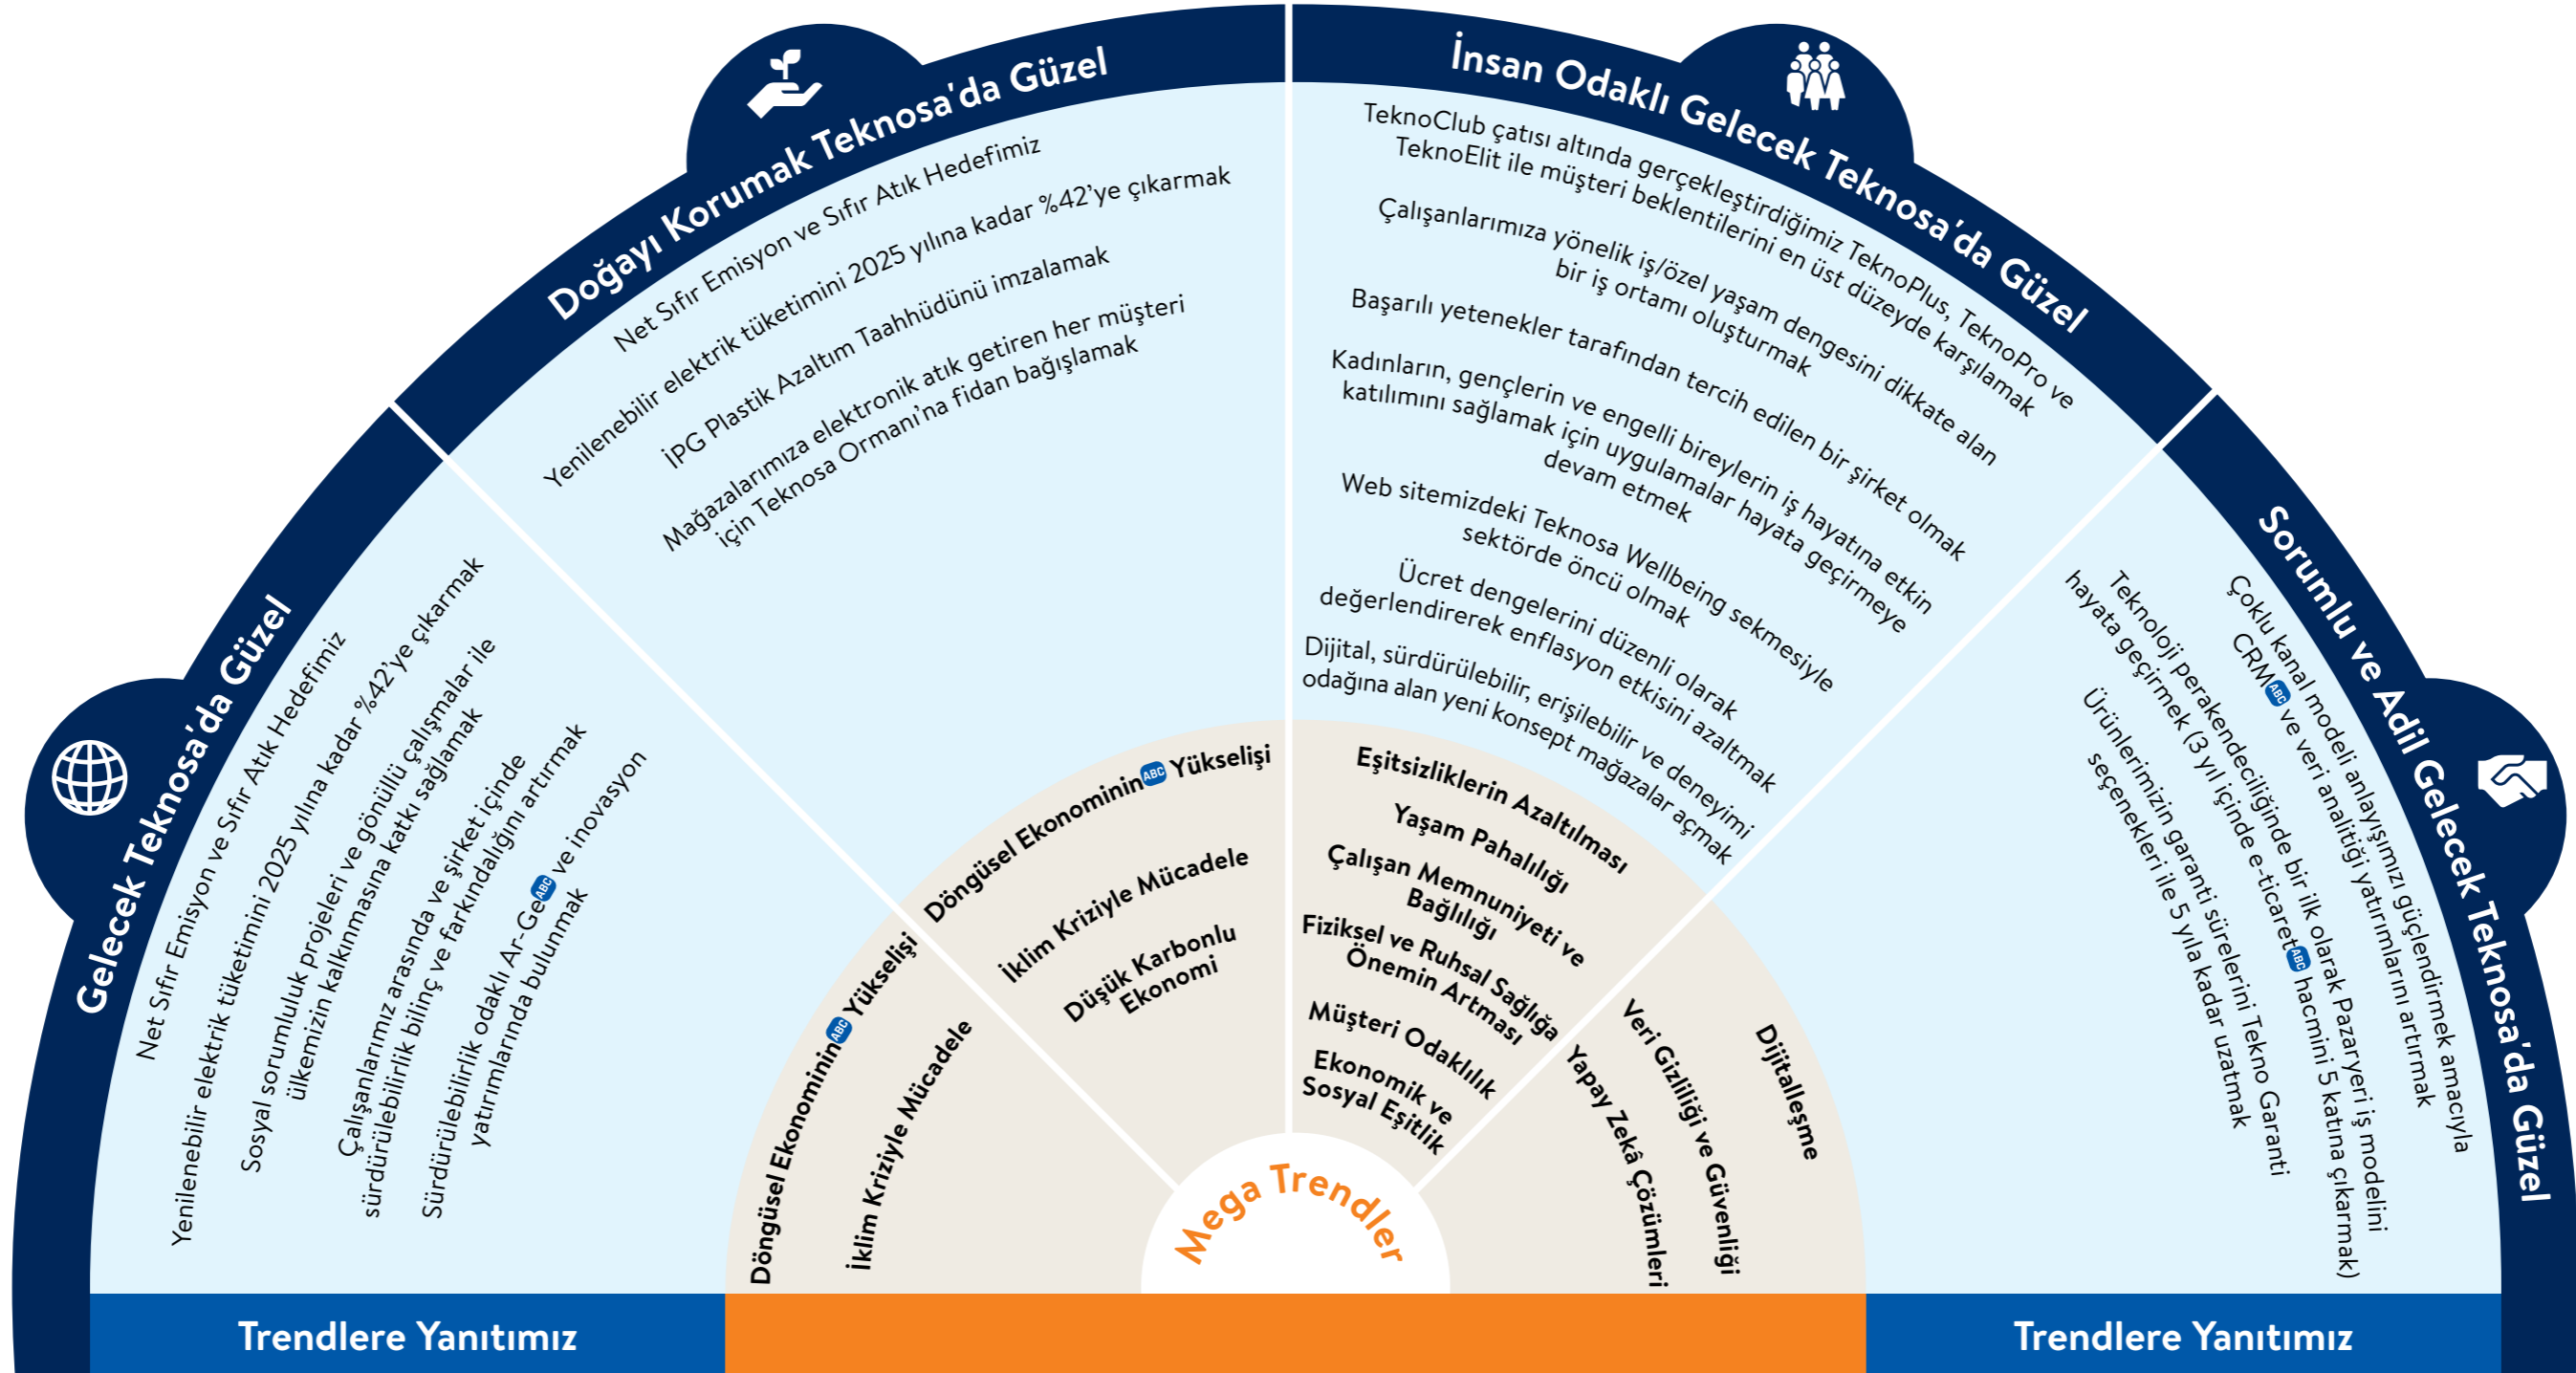 Gelecek Teknosa'da Güzel
Net Sıfır Emisyon ve Sıfır Atık Hedefimiz
Yenilenebilir elektrik tüketimini 2025 yılına kadar %42'ye çıkarmak
Sosyal sorumluluk projeleri ve gönüllü çalışmalar ile
ülkemizin kalkınmasına katkı sağlamak
Çalışanlarımız arasında ve şirket içinde
sürdürülebilirlik bilinç ve farkındalığını artırmak
Sürdürülebilirlik odaklı Ar-Ge ABC ve inovasyon
yatırımlarında bulunmak
Döngüsel Ekonominin ABC Yükselişi
İklim Kriziyle Mücadele
Doğayı Korumak Teknosa'da Güzel
Net Sıfır Emisyon ve Sıfır Atık Hedefimiz
Yenilenebilir elektrik tüketimini 2025 yılına kadar %42'ye çıkarmak
İPG Plastik Azaltım Taahhüdünü imzalamak
Mağazalarımıza elektronik atık getiren her müşteri
için Teknosa Ormanı'na fidan bağışlamak
Döngüsel Ekonominin ABC Yükselişi
İklim Kriziyle Mücadele
Düşük Karbonlu
Ekonomi
İnsan Odaklı Gelecek Teknosa'da Güzel
TeknoClub çatısı altında gerçekleştirdiğimiz TeknoPlus, TeknoPro ve
TeknoElit ile müşteri beklentilerini en üst düzeyde karşılamak
Çalışanlarımıza yönelik iş/özel yaşam dengesini dikkate alan
bir iş ortamı oluşturmak
Başarılı yetenekler tarafından tercih edilen bir şirket olmak
Kadınların, gençlerin ve engelli bireylerin iş hayatına etkin
katılımını sağlamak için uygulamalar hayata geçirmeye
devam etmek
Web sitemizdeki Teknosa Wellbeing sekmesiyle
sektörde öncü olmak
Ücret dengelerini düzenli olarak
değerlendirerek enflasyon etkisini azaltmak
Dijital, sürdürülebilir, erişilebilir ve deneyimi
odağına alan yeni konsept mağazalar açmak
Eşitsizliklerin Azaltılması
Yaşam Pahalılığı
Çalışan Memnuniyeti ve
Bağlılığı
Fiziksel ve Ruhsal Sağlığa
Önemin Artması
Müşteri Odaklılık
Ekonomik ve
Sosyal Eşitlik
Sorumlu ve Adil Gelecek Teknosa'da Güzel
Çoklu kanal modeli anlayışımızı güçlendirmek amacıyla
CRM ABC ve veri analitiği yatırımlarını artırmak
Teknoloji perakendeciliğinde bir ilk olarak Pazaryeri iş modelini
hayata geçirmek (3 yıl içinde e-ticaret ABC hacmini 5 katına çıkarmak)
Ürünlerimizin garanti sürelerini Tekno Garanti
seçenekleri ile 5 yıla kadar uzatmak
Dijitalleşme
Veri Gizliliği ve Güvenliği
Yapay Zekâ Çözümleri
Mega Trendler
Trendlere Yanıtımız
Trendlere Yanıtımız